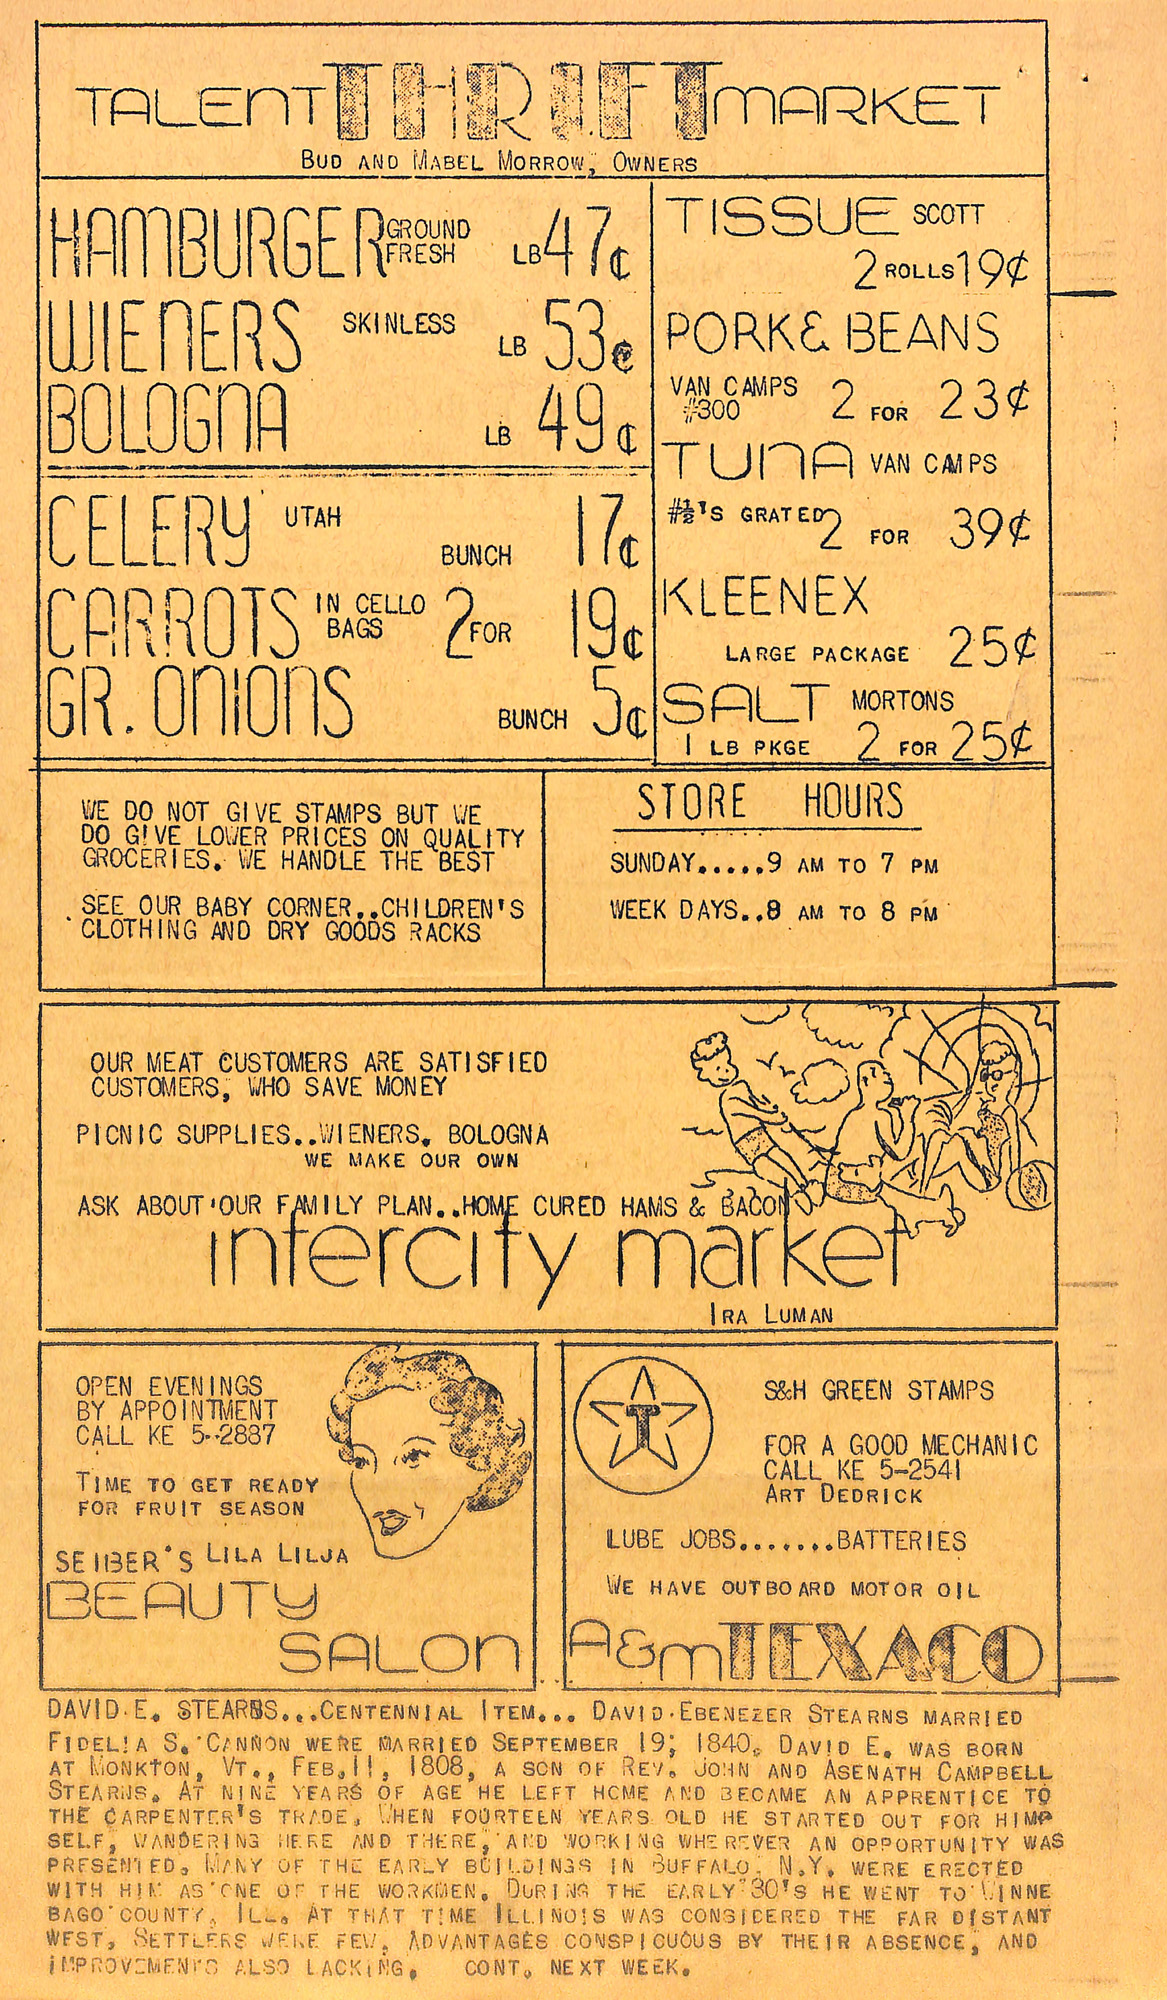 TALENT THRIFT MARKET
BUD AND MABEL MORROW, OWNERS
HAMBURGER GROUND FRESH LB 47¢
WIENERS SKINLESS LB 53¢
BOLOGNA LB 49¢
CELERY UTAH BUNCH 17¢
CARROTS IN CELLO BAGS 2 FOR 19¢
GR. ONIONS BUNCH 5¢
TISSUE SCOTT
2 ROLLS 19¢
PORK & BEANS
VAN CAMPS #300 2 FOR 23¢
TUNA VAN CAMPS
#½'S GRATED 2 FOR 39¢
KLEENEX
LARGE PACKAGE 25¢
SALT MORTONS
1 LB PKGE 2 FOR 25¢
WE DO NOT GIVE STAMPS BUT WE
DO GIVE LOWER PRICES ON QUALITY
GROCERIES. WE HANDLE THE BEST
SEE OUR BABY CORNER..CHILDREN'S
CLOTHING AND DRY GOODS RACKS
STORE HOURS
SUNDAY.....9 AM TO 7 PM
WEEK DAYS..8 AM TO 8 PM
OUR MEAT CUSTOMERS ARE SATISFIED
CUSTOMERS, WHO SAVE MONEY
PICNIC SUPPLIES..WIENERS. BOLOGNA
WE MAKE OUR OWN
ASK ABOUT OUR FAMILY PLAN..HOME CURED HAMS & BACON
intercity market
IRA LUMAN
OPEN EVENINGS
BY APPOINTMENT
CALL KE 5-2887
TIME TO GET READY
FOR FRUIT SEASON
SEIBER'S LILA LILJA
BEAUTY
SALON
T
S&H GREEN STAMPS
FOR A GOOD MECHANIC
CALL KE 5-2541
ART DEDRICK
LUBE JOBS.......BATTERIES
WE HAVE OUTBOARD MOTOR OIL
A&M TEXACO
DAVID E. STEARNS...CENTENNIAL ITEM... DAVID EBENEZER STEARNS MARRIED
FIDELIA S. CANNON WERE MARRIED SEPTEMBER 19; 1840. DAVID E. WAS BORN
AT MONKTON, VT., FEB.11, 1808, A SON OF REV. JOHN AND ASENATH CAMPBELL
STEARNS. AT NINE YEARS OF AGE HE LEFT HOME AND BECAME AN APPRENTICE TO
THE CARPENTER'S TRADE. WHEN FOURTEEN YEARS OLD HE STARTED OUT FOR HIM-
SELF, WANDERING HERE AND THERE, AND WORKING WHEREVER AN OPPORTUNITY WAS
PRESENTED. MANY OF THE EARLY BUILDINGS IN BUFFALO, N.Y. WERE ERECTED
WITH HIM AS ONE OF THE WORKMEN. DURING THE EARLY '30'S HE WENT TO WINNE
BAGO COUNTY, ILL. AT THAT TIME ILLINOIS WAS CONSIDERED THE FAR DISTANT
WEST, SETTLERS WERE FEW, ADVANTAGES CONSPICUOUS BY THEIR ABSENCE, AND
IMPROVEMENTS ALSO LACKING. CONT. NEXT WEEK.